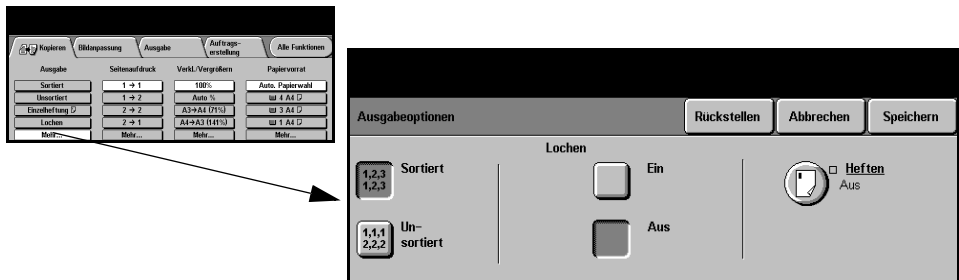 Kopieren Bildanpassung Ausgabe Auftrags-
erstellung Alle Funktionen
Ausgabe Seitenaufdruck Verkl./Vergrößern Papiervorrat
Sortiert 1 → 1 100% Auto. Papierwahl
Unsortiert 1 → 2 Auto % 4 A4
Einzelheftung 2 → 2 A3→A4 (71%) 3 A4
Lochen 2 → 1 A4→A3 (141%) 1 A4
Mehr... Mehr... Mehr... Mehr...
Ausgabeoptionen Rückstellen Abbrechen Speichern
Lochen
1,2,3
1,2,3
Sortiert
1,1,1
2,2,2
Un-
sortiert
Ein
Aus
Heften
Aus